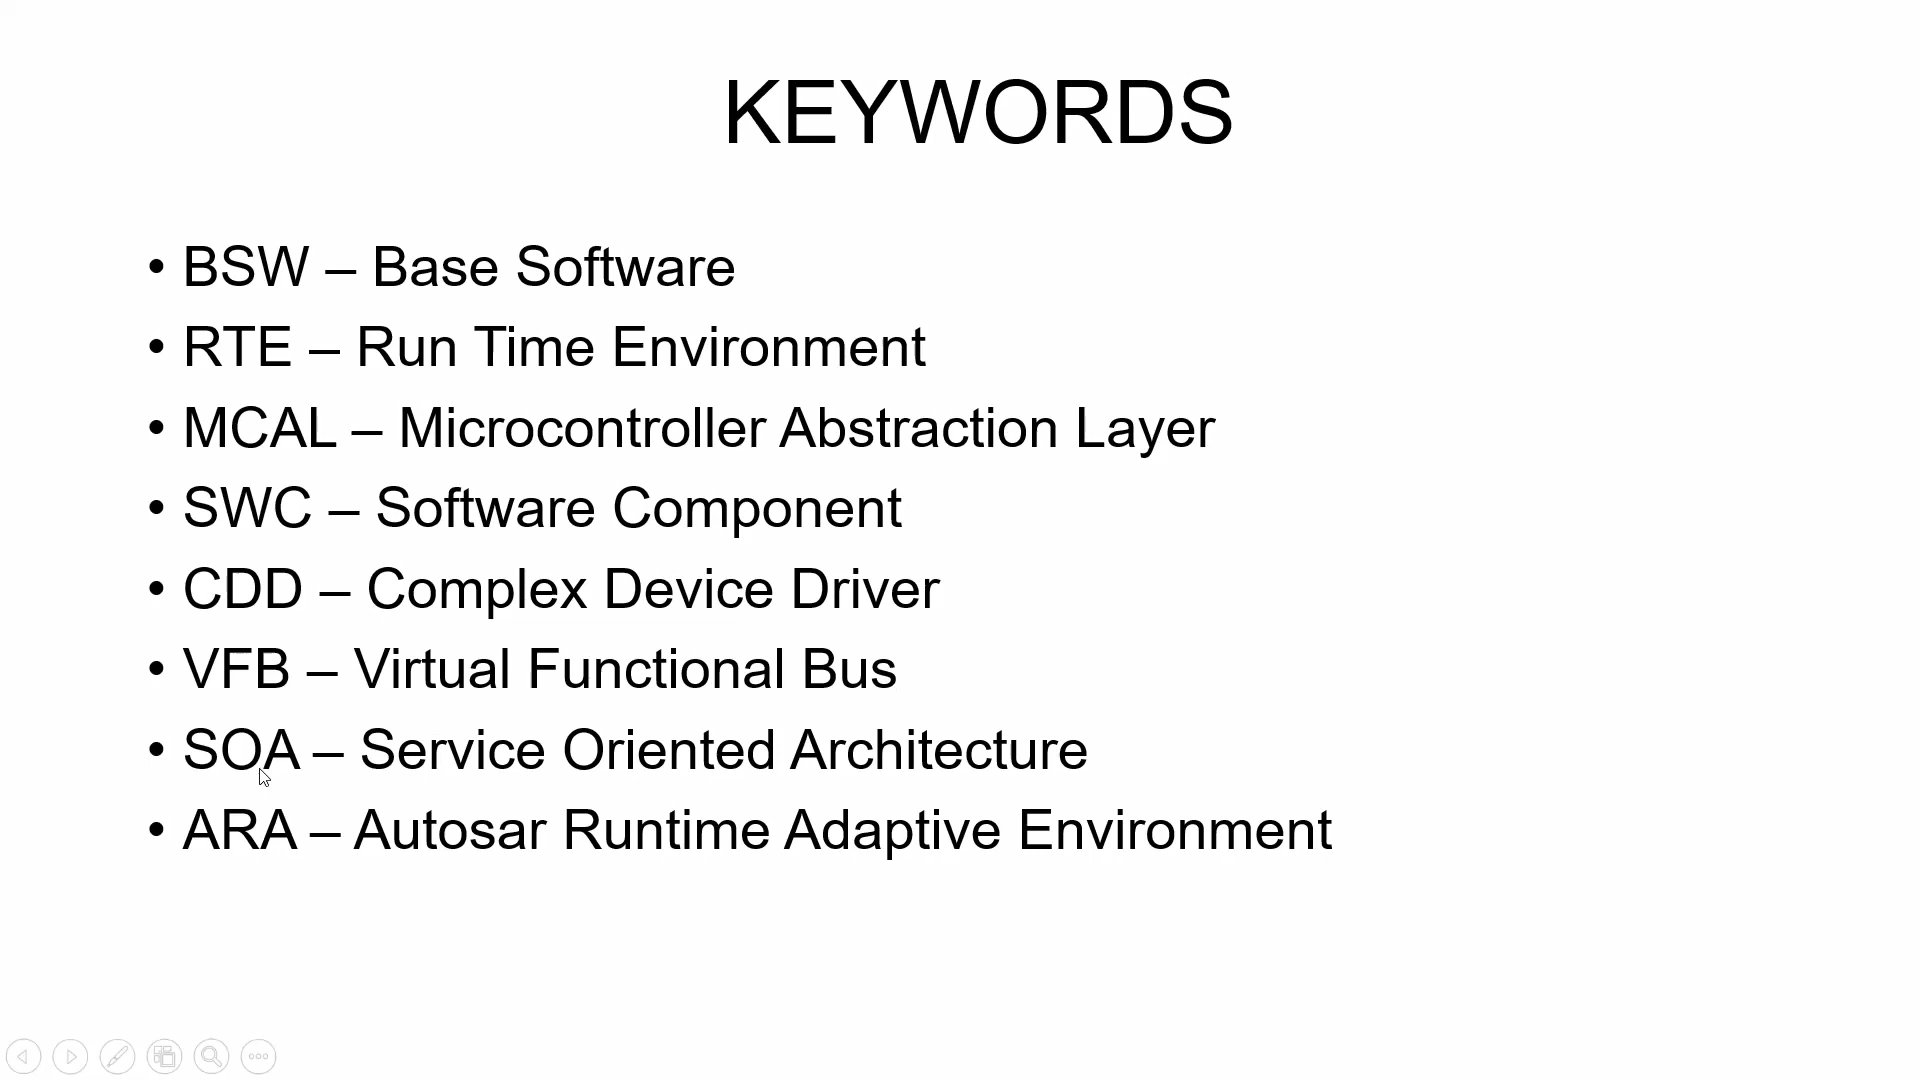 KEYWORDS
• BSW – Base Software
• RTE – Run Time Environment
• MCAL – Microcontroller Abstraction Layer
• SWC – Software Component
• CDD – Complex Device Driver
• VFB – Virtual Functional Bus
• SOA – Service Oriented Architecture
• ARA – Autosar Runtime Adaptive Environment